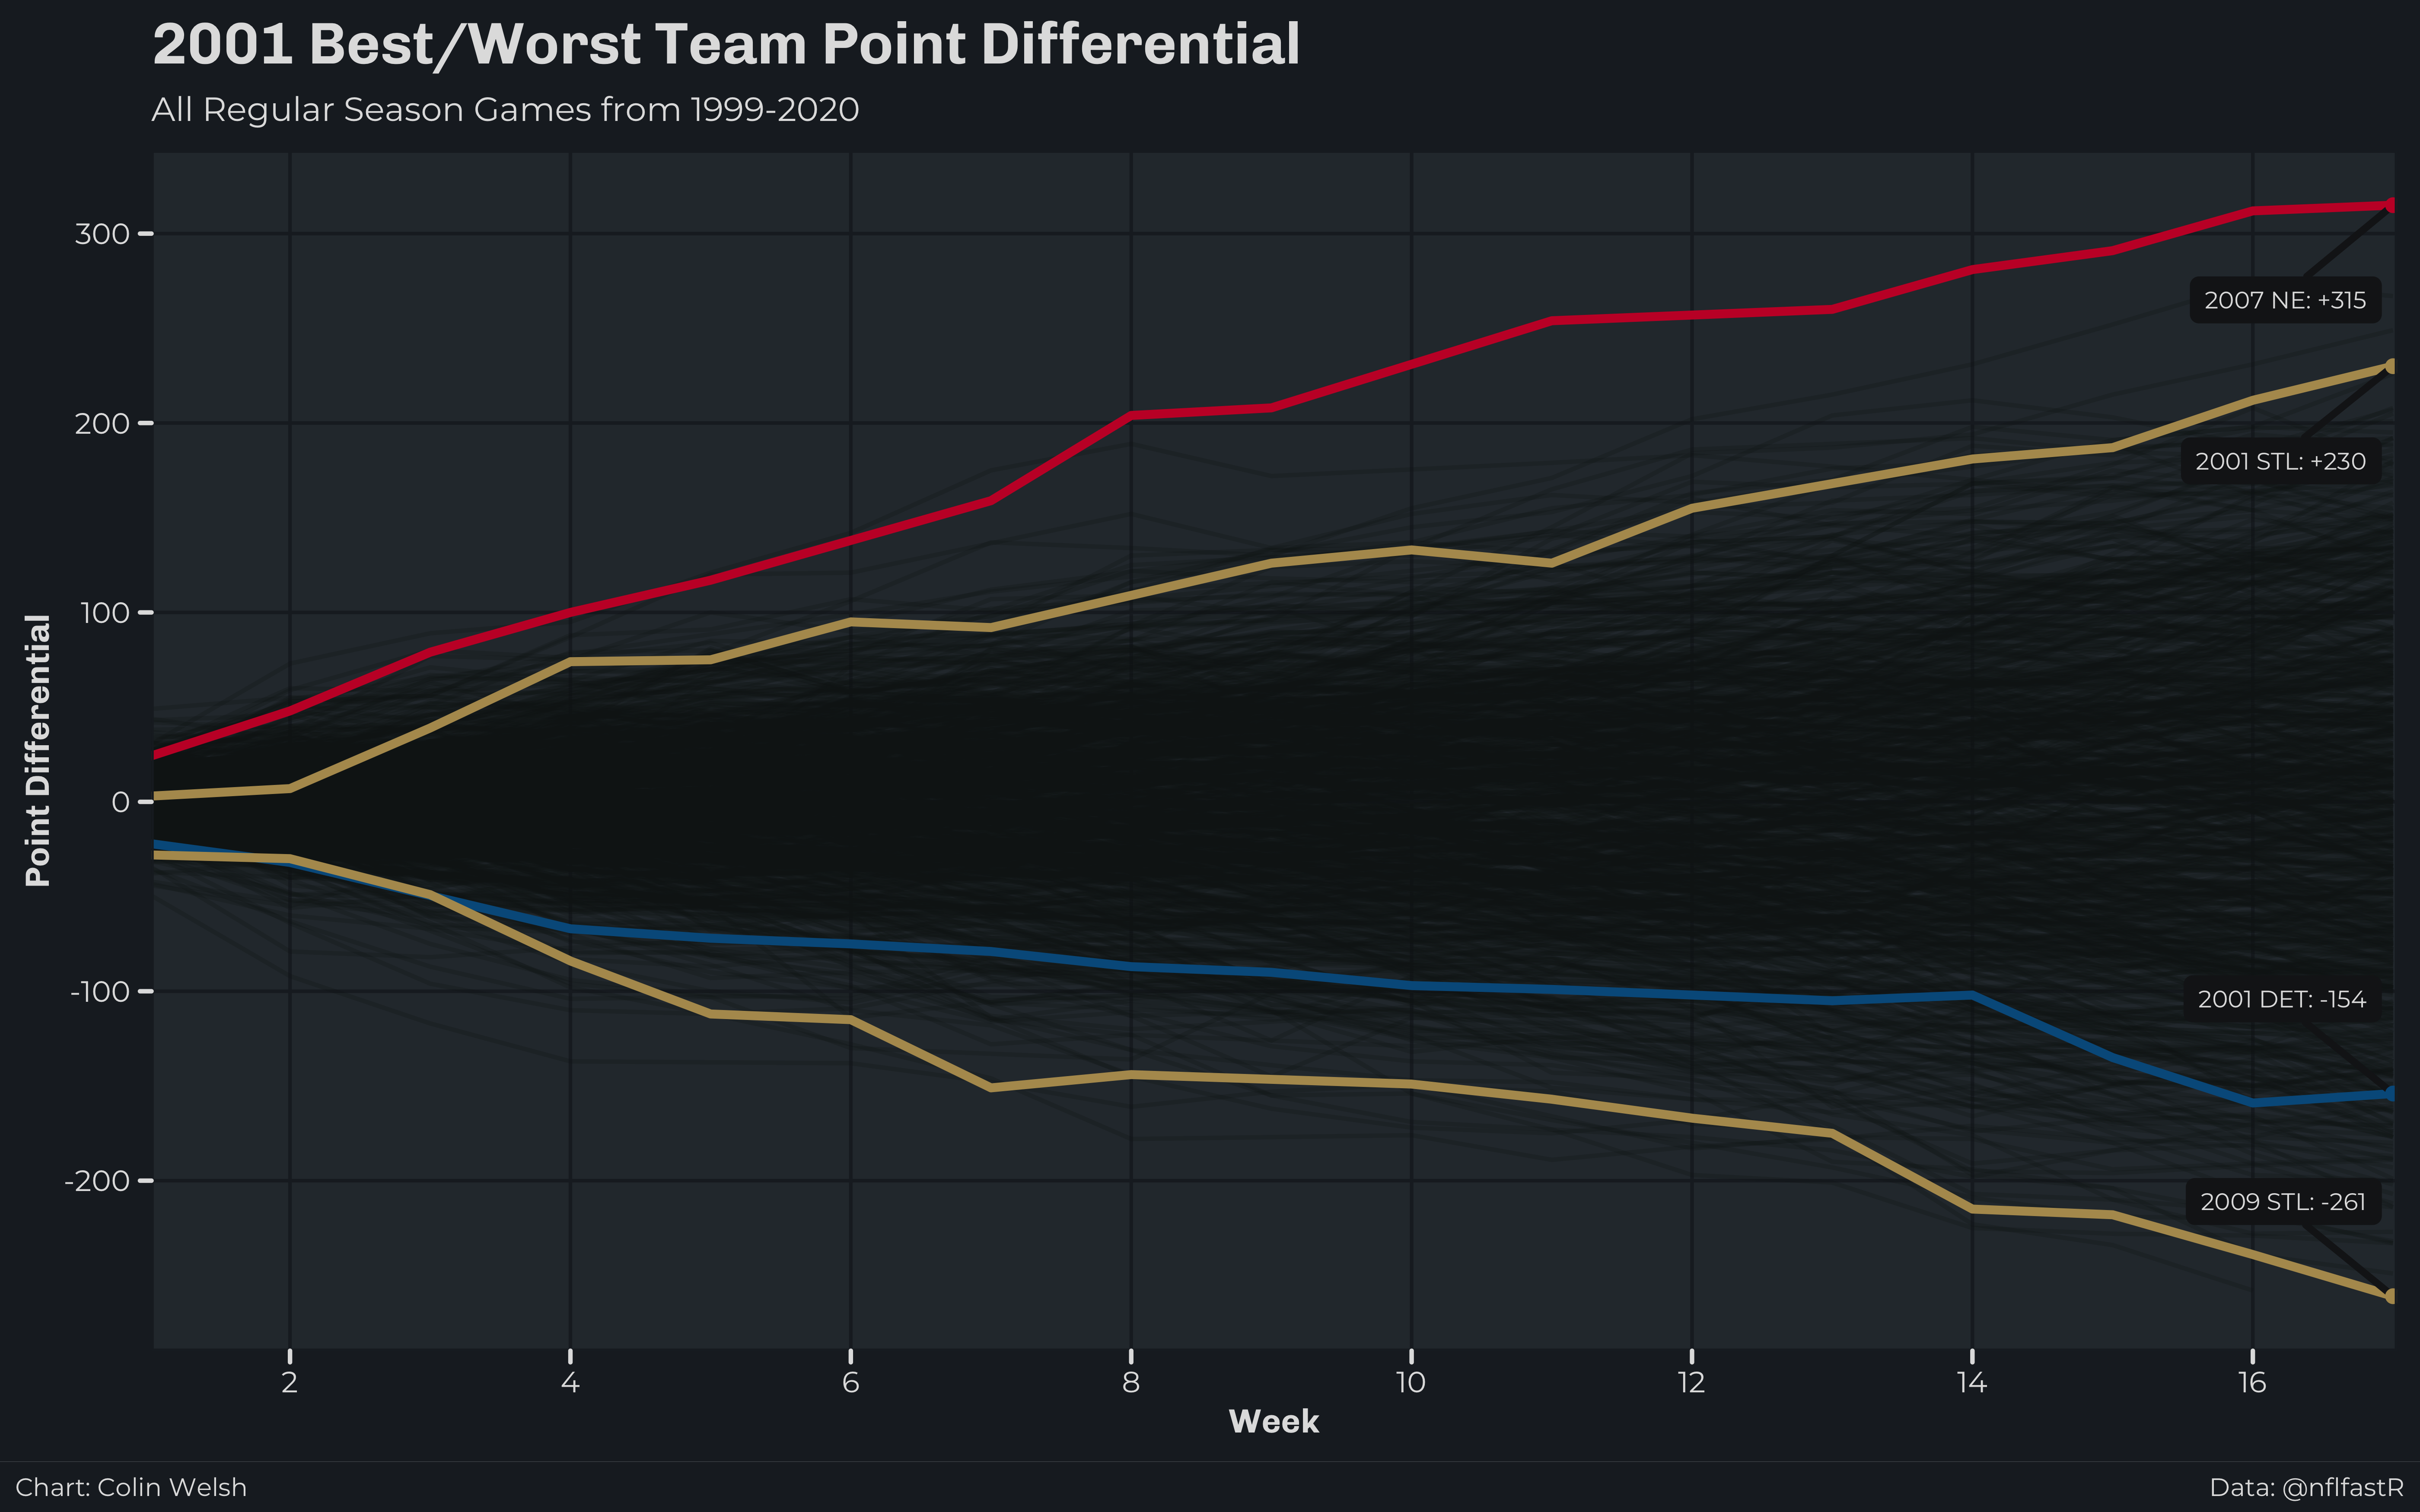 2001 Best/Worst Team Point Differential
All Regular Season Games from 1999-2020
Point Differential
300
200
100
0
-100
-200
2007 NE: +315
2001 STL: +230
2001 DET: -154
2009 STL: -261
2 4 6 8 10 12 14 16
Week
Chart: Colin Welsh
Data: @nflfastR